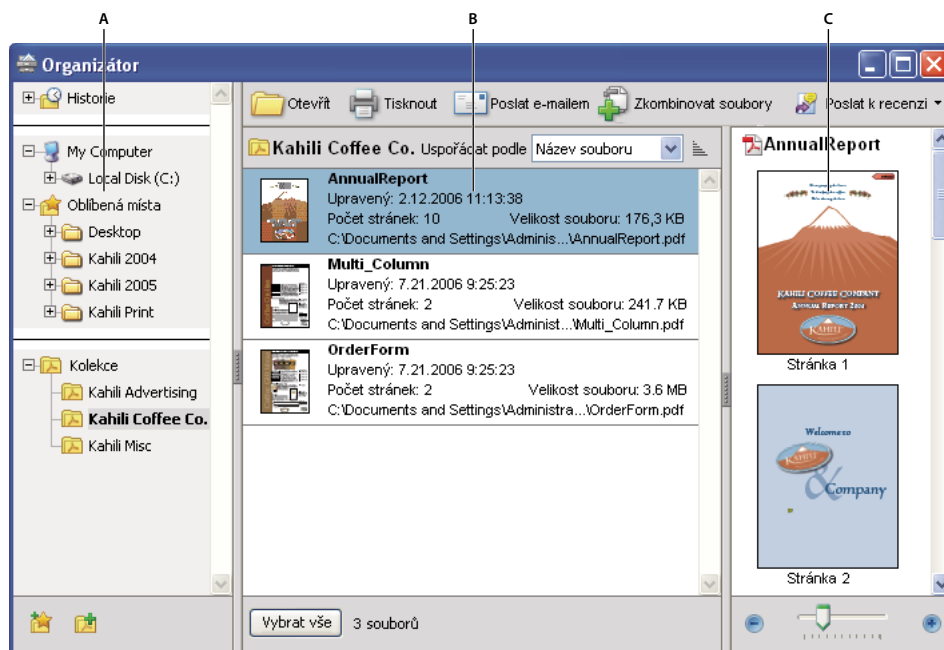 A B C
Organizátor
Historie
My Computer
Local Disk (C:)
Oblíbená místa
Desktop
Kahili 2004
Kahili 2005
Kahili Print
Kolekce
Kahili Advertising
Kahili Coffee Co.
Kahili Misc
Otevřít Tisknout Poslat e-mailem Zkombinovat soubory Poslat k recenzi
Kahili Coffee Co. Uspořádat podle Název souboru
AnnualReport
Upravený: 2.12.2006 11:13:38
Počet stránek: 10 Velikost souboru: 176,3 KB
C:\Documents and Settings\Adminis...\AnnualReport.pdf
Multi_Column
Upravený: 7.21.2006 9:25:23
Počet stránek: 2 Velikost souboru: 241.7 KB
C:\Documents and Settings\Administ...\Multi_Column.pdf
OrderForm
Upravený: 7.21.2006 9:25:23
Počet stránek: 2 Velikost souboru: 3.6 MB
C:\Documents and Settings\Administra...\OrderForm.pdf
Vybrat vše 3 souborů
AnnualReport
KAHILI COFFEE COMPANY
ANNUAL REPORT
KAHILI
Stránka 1
Welcome to
KAHILI
& Company
Stránka 2